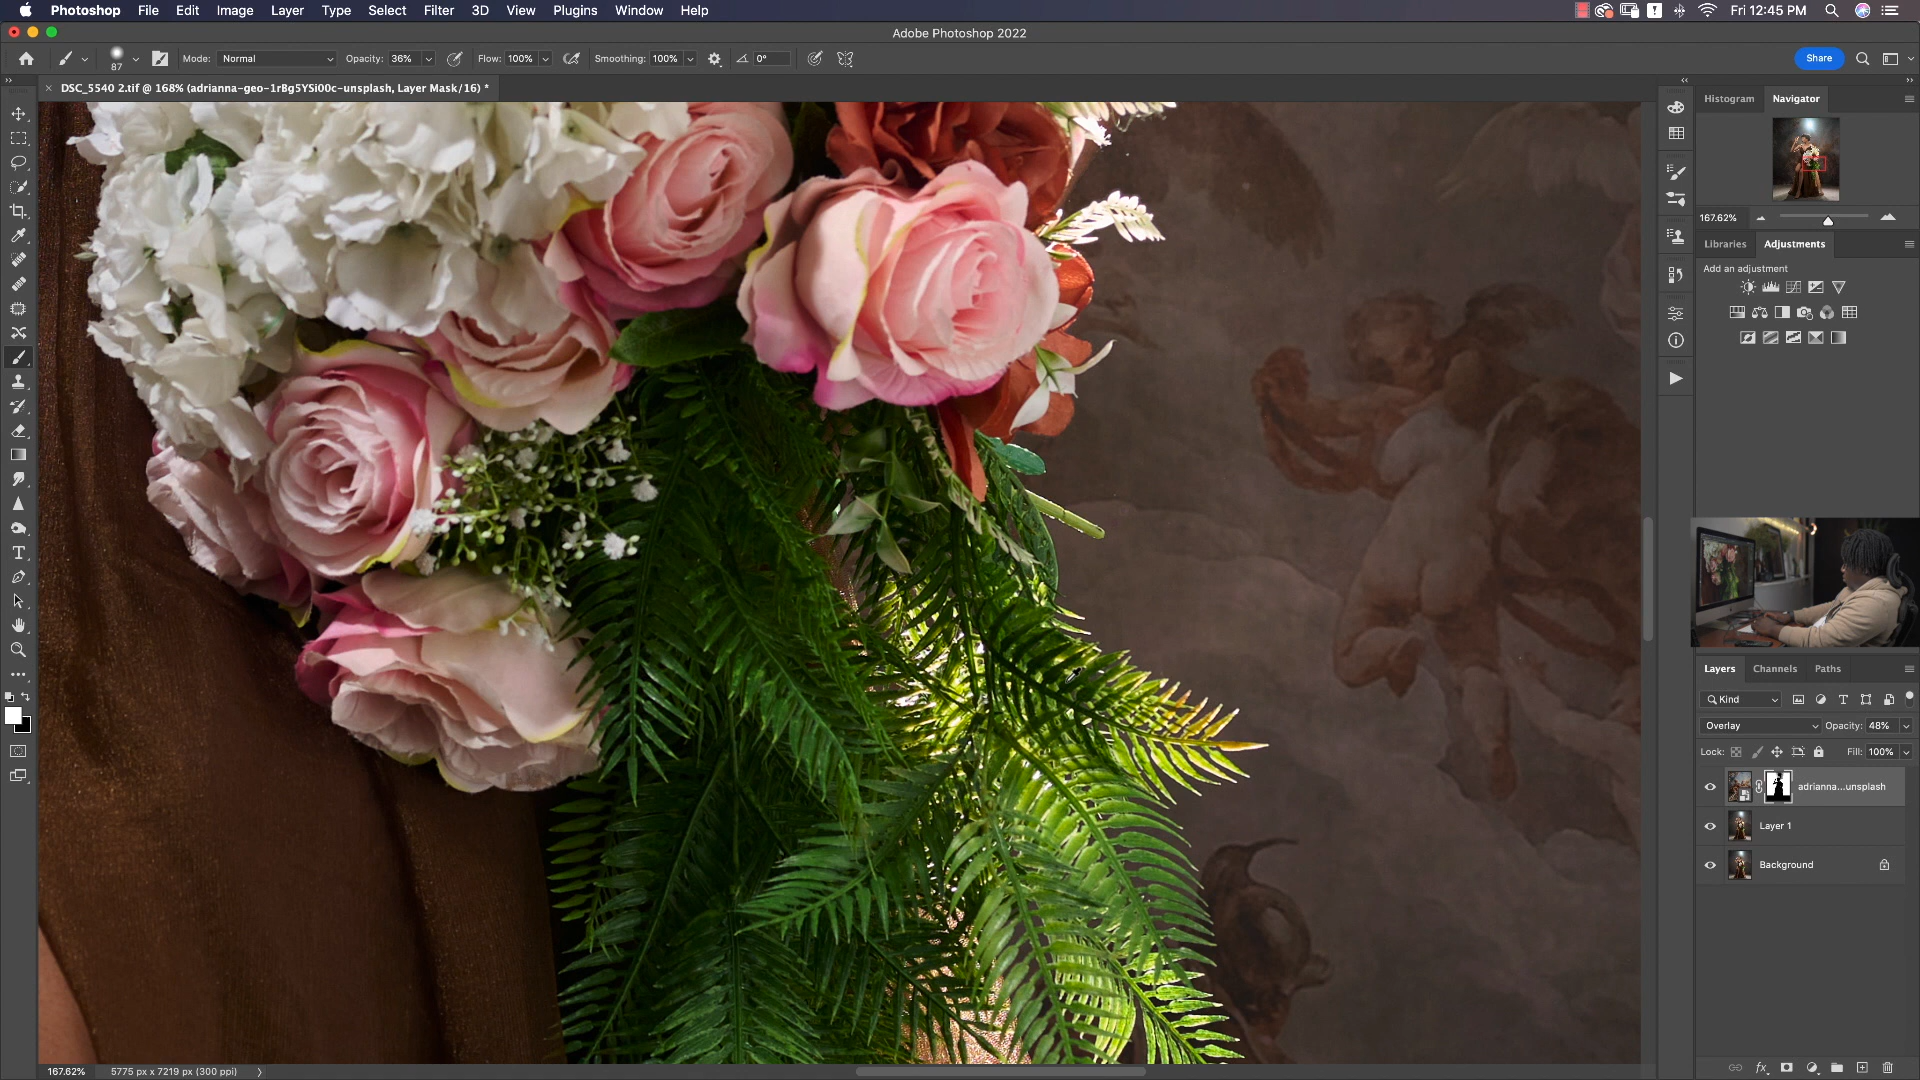 Photoshop File Edit Image Layer Type Select Filter 3D View Plugins Window Help Fri 12:45 PM
Adobe Photoshop 2022
87 Mode: Normal Opacity: 36% Flow: 100% Smoothing: 100% 0° Share
DSC_5540 2.tif @ 168% (adrianna-geo-1rBg5YSi00c-unsplash, Layer Mask/16) *
Histogram Navigator
167.62%
Libraries Adjustments
Add an adjustment
Layers Channels Paths
Kind
Overlay Opacity: 48%
Lock: Fill: 100%
adrianna...unsplash
Layer 1
Background
167.62% 5775 px x 7219 px (300 ppi)